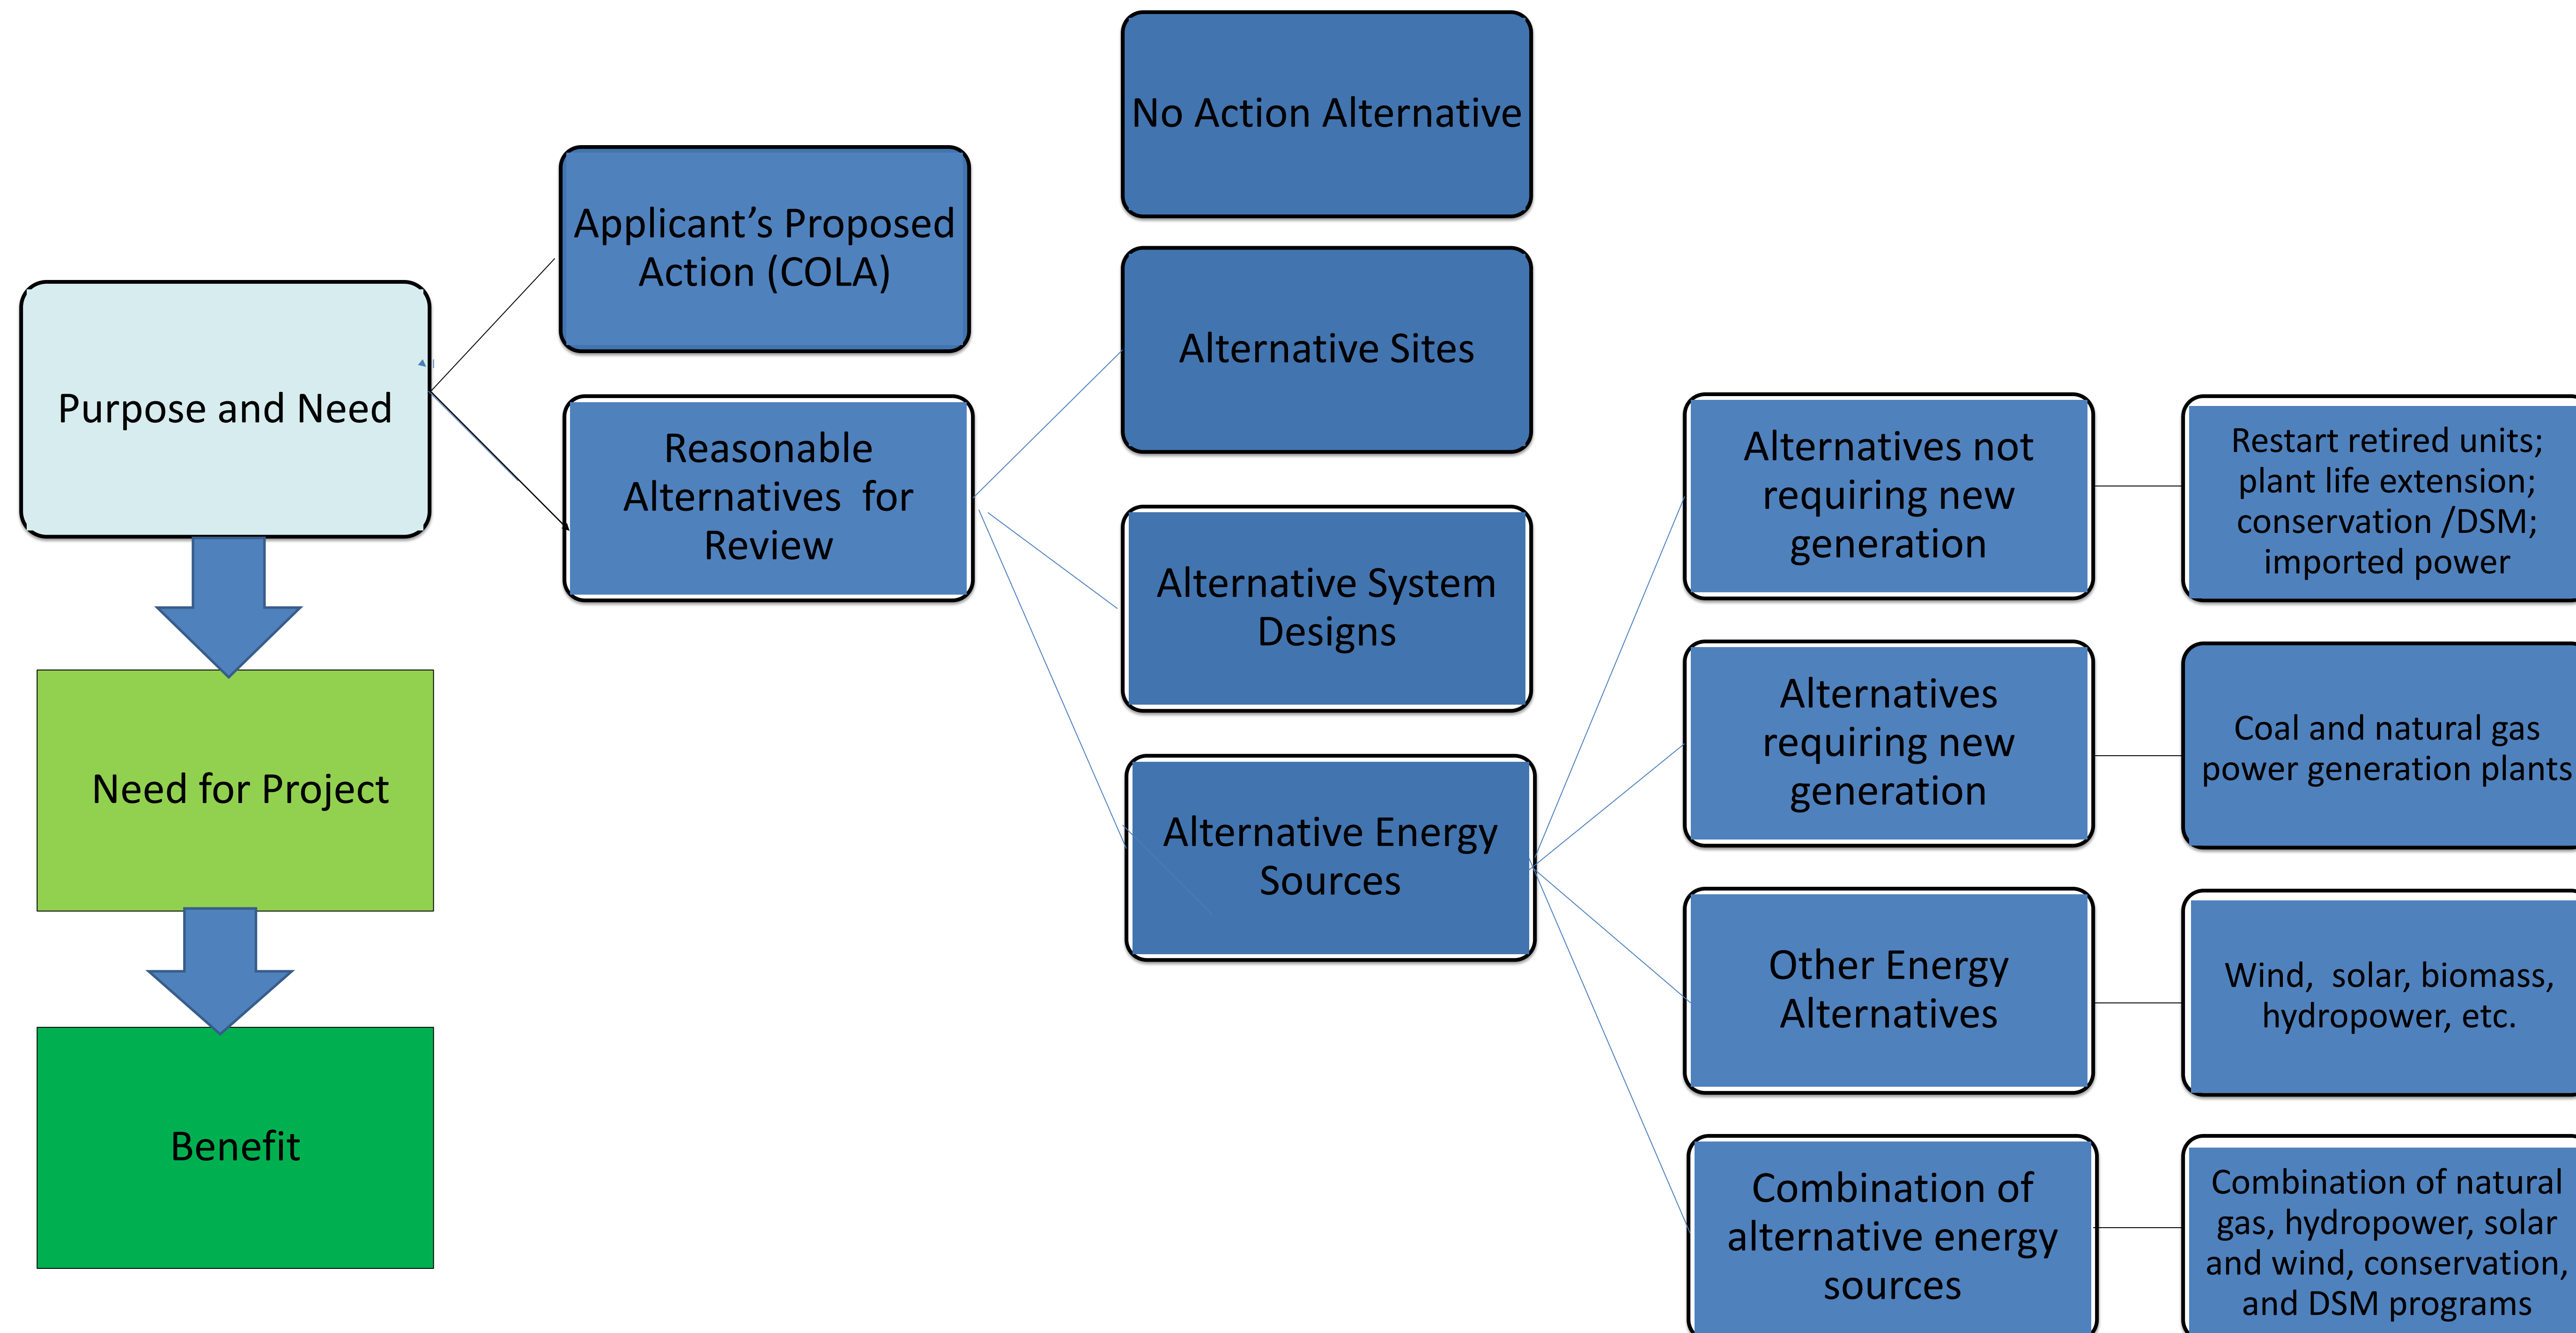 Purpose and Need
Need for Project
Benefit
Applicant’s Proposed
Action (COLA)
Reasonable
Alternatives  for
Review
No Action Alternative
Alternative Sites
Alternative System
Designs
Alternative Energy
Sources
Alternatives not
requiring new
generation
Alternatives
requiring new
generation
Other Energy
Alternatives
Combination of
alternative energy
sources
Restart retired units;
plant life extension;
conservation /DSM;
imported power
Coal and natural gas
power generation plants
Wind,  solar, biomass,
hydropower, etc.
Combination of natural
gas, hydropower, solar
and wind, conservation,
and DSM programs